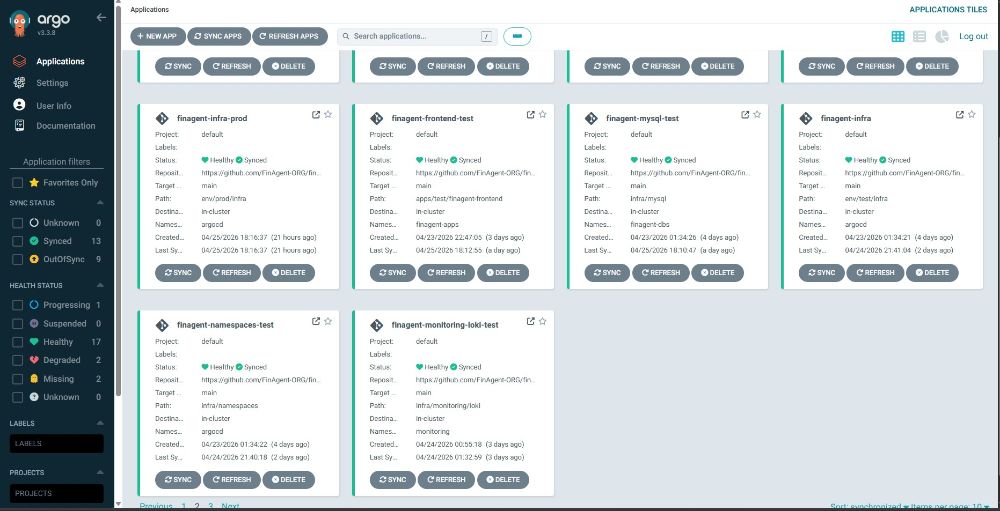 argo
v3.3.8
Applications
Settings
User Info
Documentation
Application filters
Favorites Only
SYNC STATUS
Unknown 0
Synced 13
OutOfSync 9
HEALTH STATUS
Progressing 1
Suspended 0
Healthy 17
Degraded 2
Missing 2
Unknown 0
LABELS
LABELS
PROJECTS
PROJECTS
Applications
APPLICATIONS TILES
NEW APP SYNC APPS REFRESH APPS Search applications... / Log out
SYNC REFRESH DELETE
SYNC REFRESH DELETE
SYNC REFRESH DELETE
SYNC REFRESH DELETE
finagent-infra-prod
Project: default
Labels:
Status: Healthy Synced
Reposit... https://github.com/FinAgent-ORG/fin...
Target ... main
Path: env/prod/infra
Destina... in-cluster
Names... argocd
Created... 04/25/2026 18:16:37 (21 hours ago)
Last Sy... 04/25/2026 18:16:37 (21 hours ago)
SYNC REFRESH DELETE
finagent-frontend-test
Project: default
Labels:
Status: Healthy Synced
Reposit... https://github.com/FinAgent-ORG/fin...
Target ... main
Path: apps/test/finagent-frontend
Destina... in-cluster
Names... finagent-apps
Created... 04/23/2026 22:47:05 (3 days ago)
Last Sy... 04/25/2026 18:12:55 (a day ago)
SYNC REFRESH DELETE
finagent-mysql-test
Project: default
Labels:
Status: Healthy Synced
Reposit... https://github.com/FinAgent-ORG/fin...
Target ... main
Path: infra/mysql
Destina... in-cluster
Names... finagent-dbs
Created... 04/23/2026 01:34:26 (4 days ago)
Last Sy... 04/25/2026 18:10:47 (a day ago)
SYNC REFRESH DELETE
finagent-infra
Project: default
Labels:
Status: Healthy Synced
Reposit... https://github.com/FinAgent-ORG/fin...
Target ... main
Path: env/test/infra
Destina... in-cluster
Names... argocd
Created... 04/23/2026 01:34:21 (4 days ago)
Last Sy... 04/24/2026 21:41:04 (2 days ago)
SYNC REFRESH DELETE
finagent-namespaces-test
Project: default
Labels:
Status: Healthy Synced
Reposit... https://github.com/FinAgent-ORG/fin...
Target ... main
Path: infra/namespaces
Destina... in-cluster
Names... argocd
Created... 04/23/2026 01:34:22 (4 days ago)
Last Sy... 04/24/2026 21:40:18 (2 days ago)
SYNC REFRESH DELETE
finagent-monitoring-loki-test
Project: default
Labels:
Status: Healthy Synced
Reposit... https://github.com/FinAgent-ORG/fin...
Target ... main
Path: infra/monitoring/loki
Destina... in-cluster
Names... monitoring
Created... 04/24/2026 00:55:18 (3 days ago)
Last Sy... 04/24/2026 01:32:59 (3 days ago)
SYNC REFRESH DELETE
Previous 1 2 3 Next
Sort: synchronized Items per page: 10